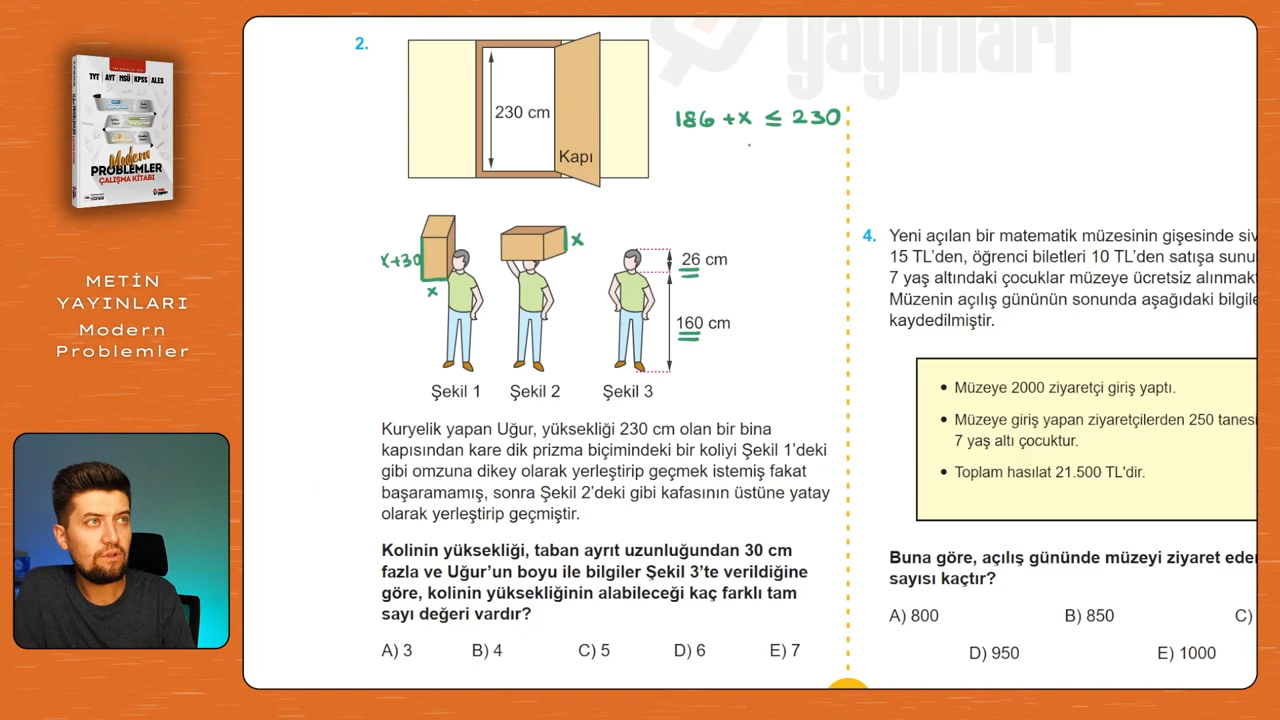 TYT | AYT | MSÜ | KPSS | ALES
Modern
PROBLEMLER
ÇALIŞMA KİTABI
METİN
YAYINLARI
Modern
Problemler
yayınları
2.
230 cm
Kapı
186 + x ≤ 230
x+30
x
x
26 cm
160 cm
Şekil 1
Şekil 2
Şekil 3
Kuryelik yapan Uğur, yüksekliği 230 cm olan bir bina
kapısından kare dik prizma biçimindeki bir koliyi Şekil 1'deki
gibi omzuna dikey olarak yerleştirip geçmek istemiş fakat
başaramamış, sonra Şekil 2'deki gibi kafasının üstüne yatay
olarak yerleştirip geçmiştir.
Kolinin yüksekliği, taban ayrıt uzunluğundan 30 cm
fazla ve Uğur'un boyu ile bilgiler Şekil 3'te verildiğine
göre, kolinin yüksekliğinin alabileceği kaç farklı tam
sayı değeri vardır?
A) 3
B) 4
C) 5
D) 6
E) 7
4.
Yeni açılan bir matematik müzesinin gişesinde siv
15 TL'den, öğrenci biletleri 10 TL'den satışa sunu
7 yaş altındaki çocuklar müzeye ücretsiz alınmak
Müzenin açılış gününün sonunda aşağıdaki bilgile
kaydedilmiştir.
• Müzeye 2000 ziyaretçi giriş yaptı.
• Müzeye giriş yapan ziyaretçilerden 250 tanesi
7 yaş altı çocuktur.
• Toplam hasılat 21.500 TL'dir.
Buna göre, açılış gününde müzeyi ziyaret eder
sayısı kaçtır?
A) 800
B) 850
C)
D) 950
E) 1000